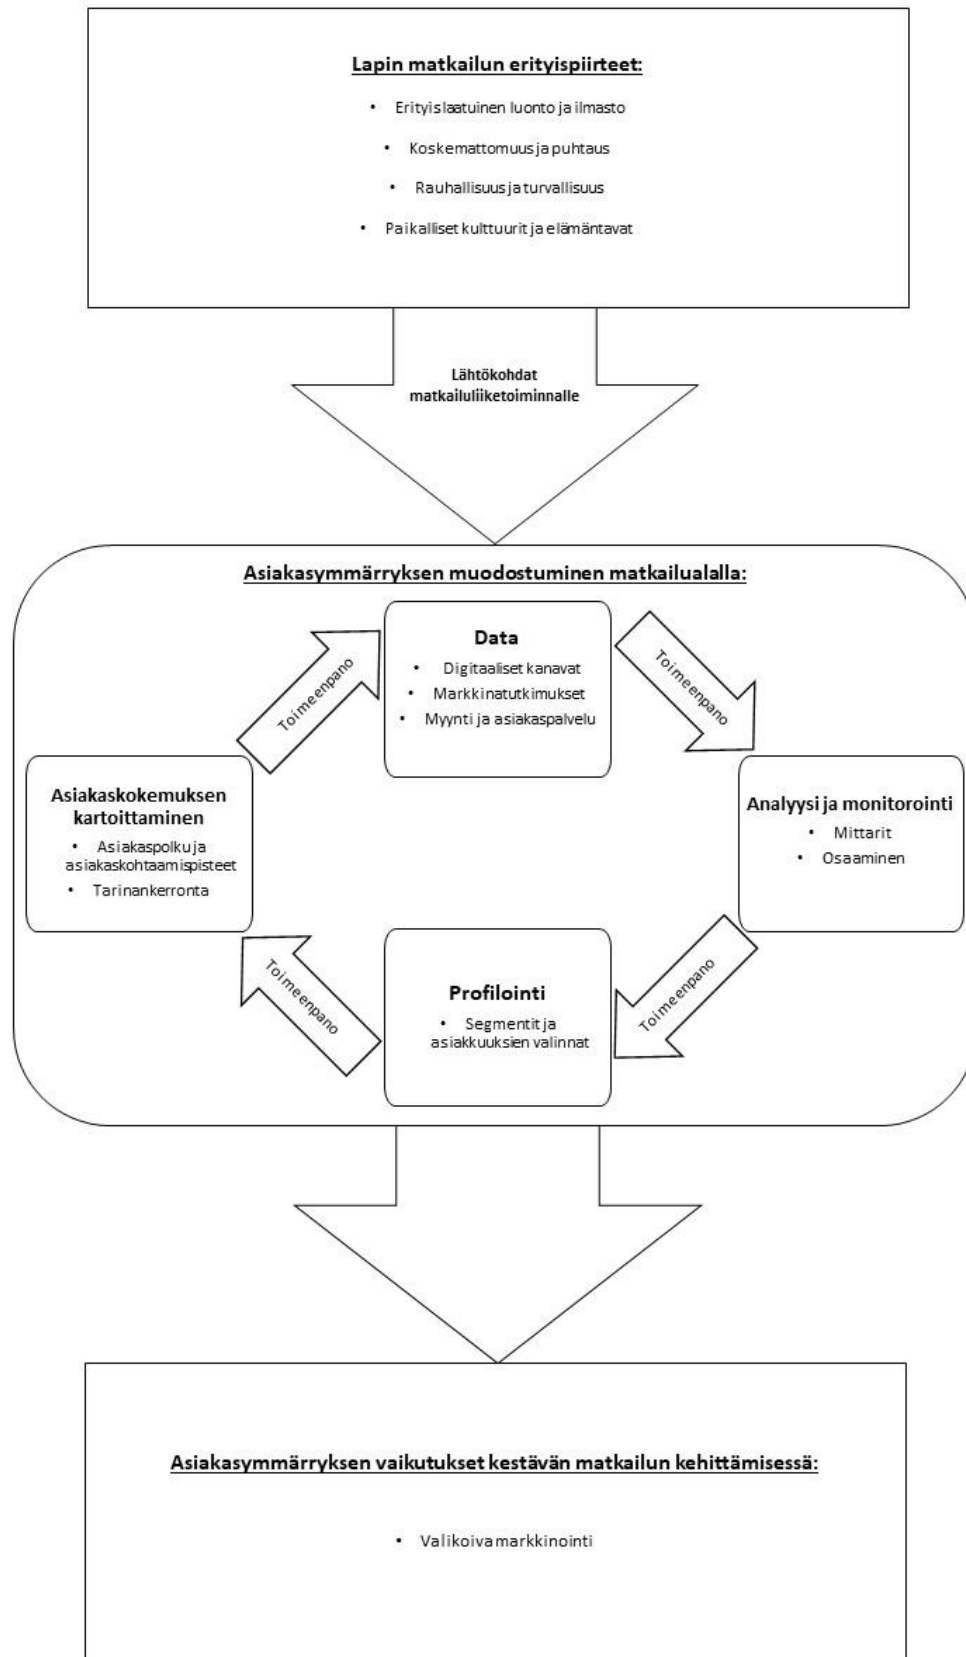 Lapin matkailun erityispiirteet:
• Erityislaatuinen luonto ja ilmasto
• Koskemattomuus ja puhtaus
• Rauhallisuus ja turvallisuus
• Paikalliset kulttuurit ja elämäntavat
Lähtökohdat
matkailuliiketoiminnalle
Asiakasymmärryksen muodostuminen matkailualalla:
Data
• Digitaaliset kanavat
• Markkinatutkimukset
• Myynti ja asiakaspalvelu
Toimeenpano
Toimeenpano
Asiakaskokemuksen
kartoittaminen
• Asiakaspolku ja
asiakaskohtaamispisteet
• Tarinankerronta
Analyysi ja monitorointi
• Mittarit
• Osaaminen
Toimeenpano
Toimeenpano
Profilointi
• Segmentit ja
asiakkuuksien valinnat
Asiakasymmärryksen vaikutukset kestävän matkailun kehittämisessä:
• Valikoiva markkinointi